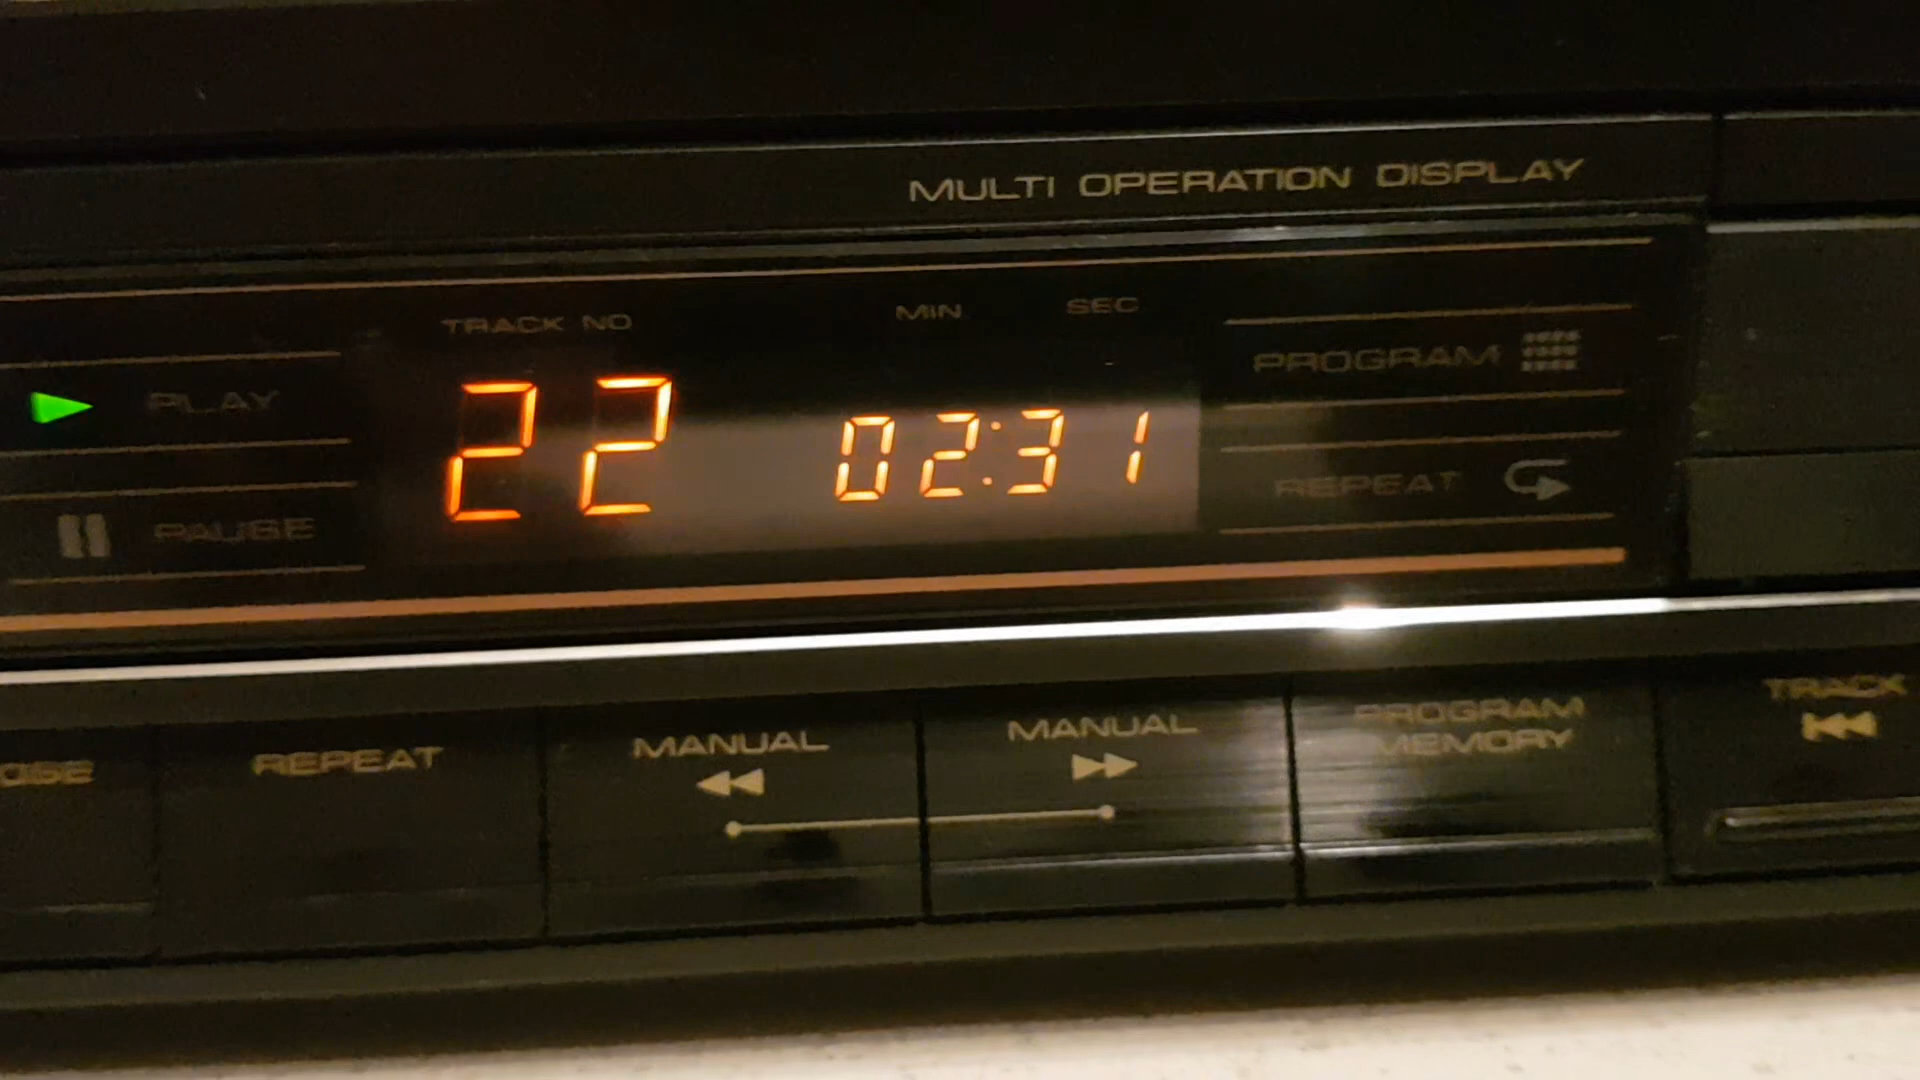 MULTI OPERATION DISPLAY
TRACK NO
MIN SEC
PLAY
22
02:31
PROGRAM
PAUSE
REPEAT
REPEAT
MANUAL
MANUAL
PROGRAM
MEMORY
TRACK